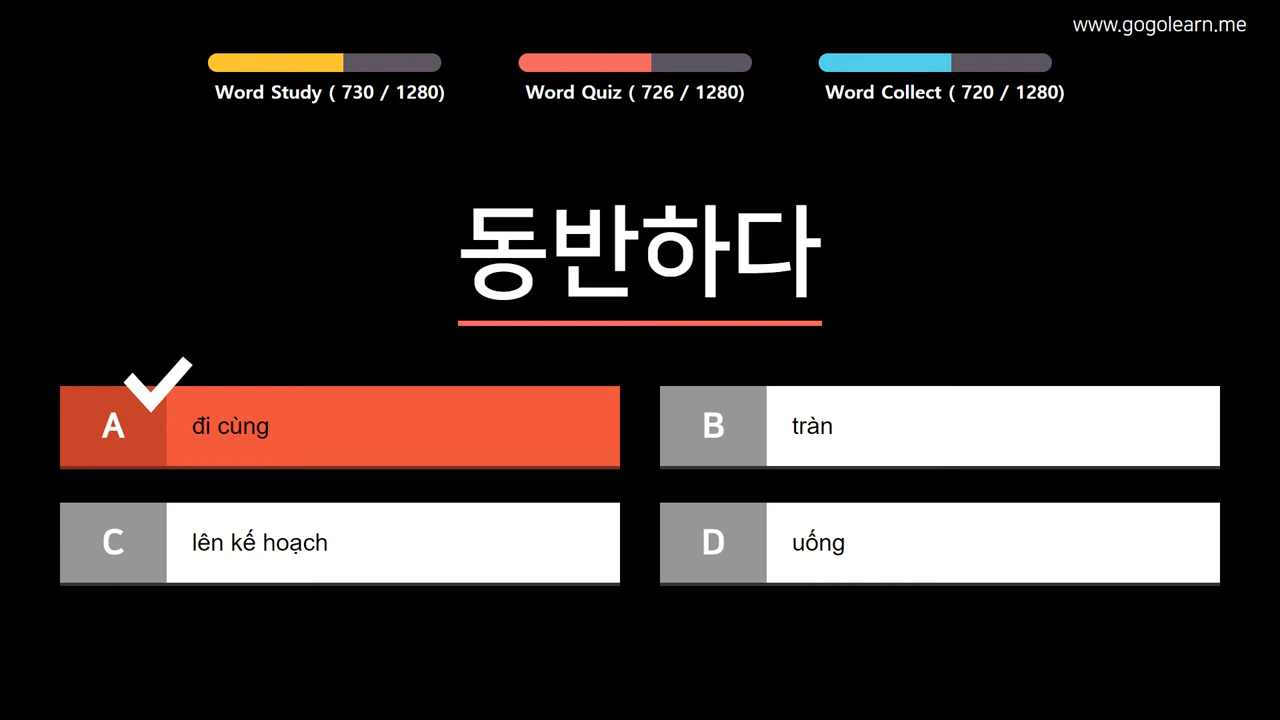 www.gogolearn.me
Word Study ( 730 / 1280)
Word Quiz ( 726 / 1280)
Word Collect ( 720 / 1280)
동반하다
A đi cùng
B tràn
C lên kế hoạch
D uống